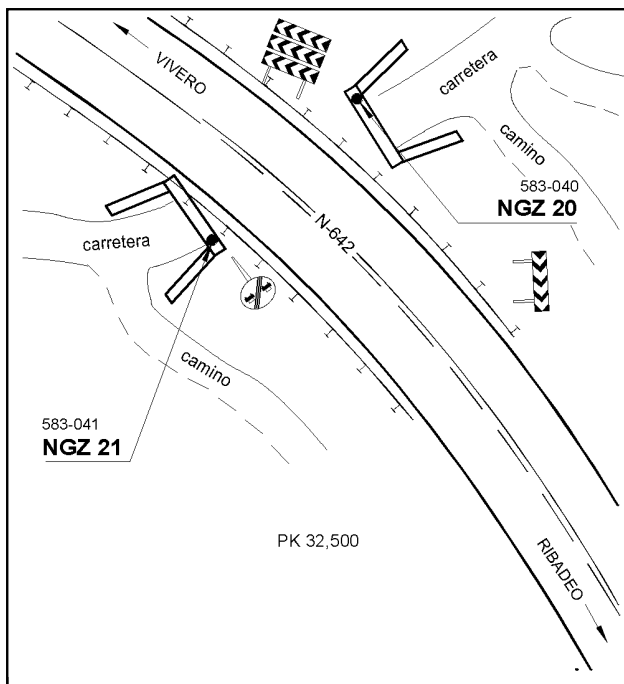 VIVERO
carretera
camino
583-040
NGZ 20
N-642
carretera
camino
583-041
NGZ 21
PK 32,500
RIBADEO